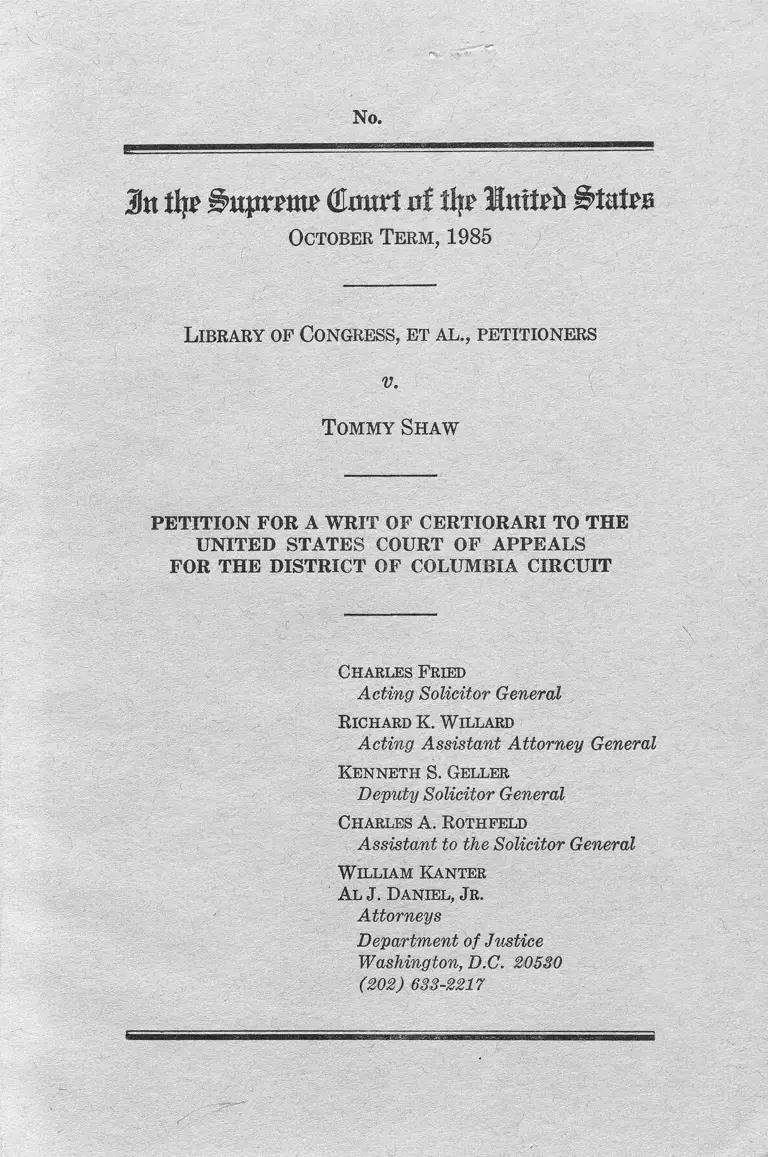 No.
In the Supreme Court of the United States
OCTOBER TERM, 1985
LIBRARY OF CONGRESS, ET AL., PETITIONERS
v.
TOMMY SHAW
PETITION FOR A WRIT OF CERTIORARI TO THE
UNITED STATES COURT OF APPEALS
FOR THE DISTRICT OF COLUMBIA CIRCUIT
CHARLES FRIED
Acting Solicitor General
RICHARD K. WILLARD
Acting Assistant Attorney General
KENNETH S. GELLER
Deputy Solicitor General
CHARLES A. ROTHFELD
Assistant to the Solicitor General
WILLIAM KANTER
AL J. DANIEL, JR.
Attorneys
Department of Justice
Washington, D.C. 20530
(202) 633-2217